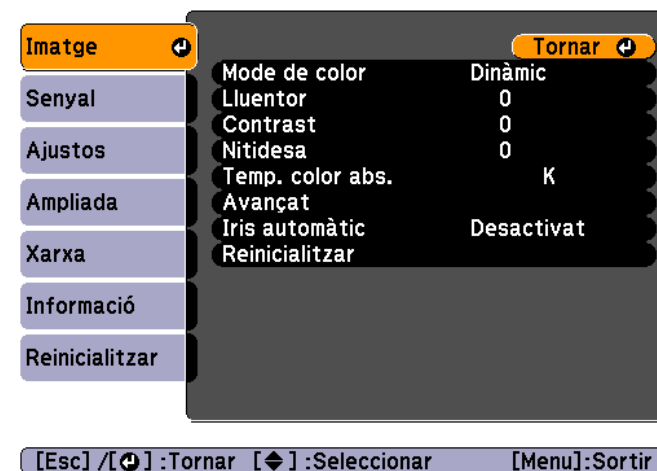 Imatge
Senyal
Ajustos
Ampliada
Xarxa
Informació
Reinicialitzar
Tornar
Mode de color Dinàmic
Lluentor 0
Contrast 0
Nitidesa 0
Temp. color abs. K
Avançat
Iris automàtic Desactivat
Reinicialitzar
[Esc] /[ ] :Tornar [ ] :Seleccionar [Menu]:Sortir